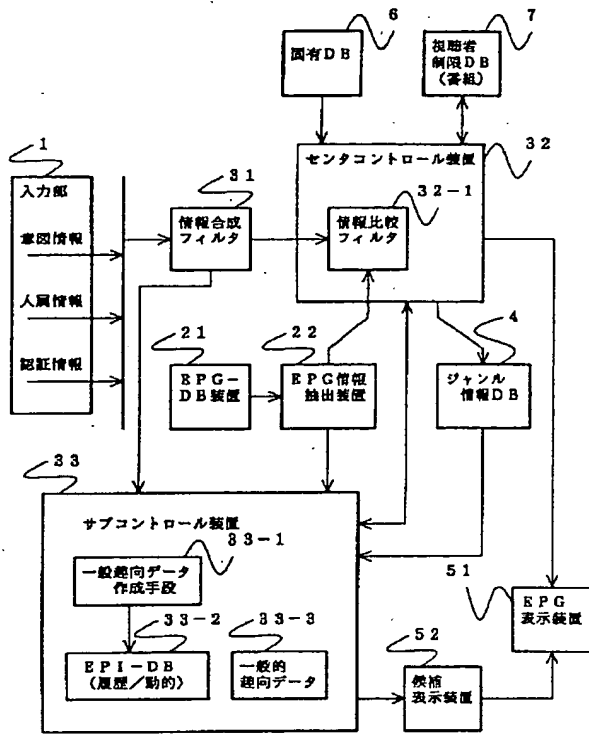 6
7
固有DB
視聴者
制限DB
(番組)
1
入力部
意図情報
人属情報
認証情報
31
情報合成
フィルタ
センタコントロール装置
32
32-1
情報比較
フィルタ
21
EPG-
DB装置
22
EPG情報
抽出装置
4
ジャンル
情報DB
33
サブコントロール装置
33-1
一般趣向データ
作成手段
33-2
EPI-DB
(履歴/動的)
33-3
一般的
趣向データ
51
EPG
表示装置
52
候補
表示装置